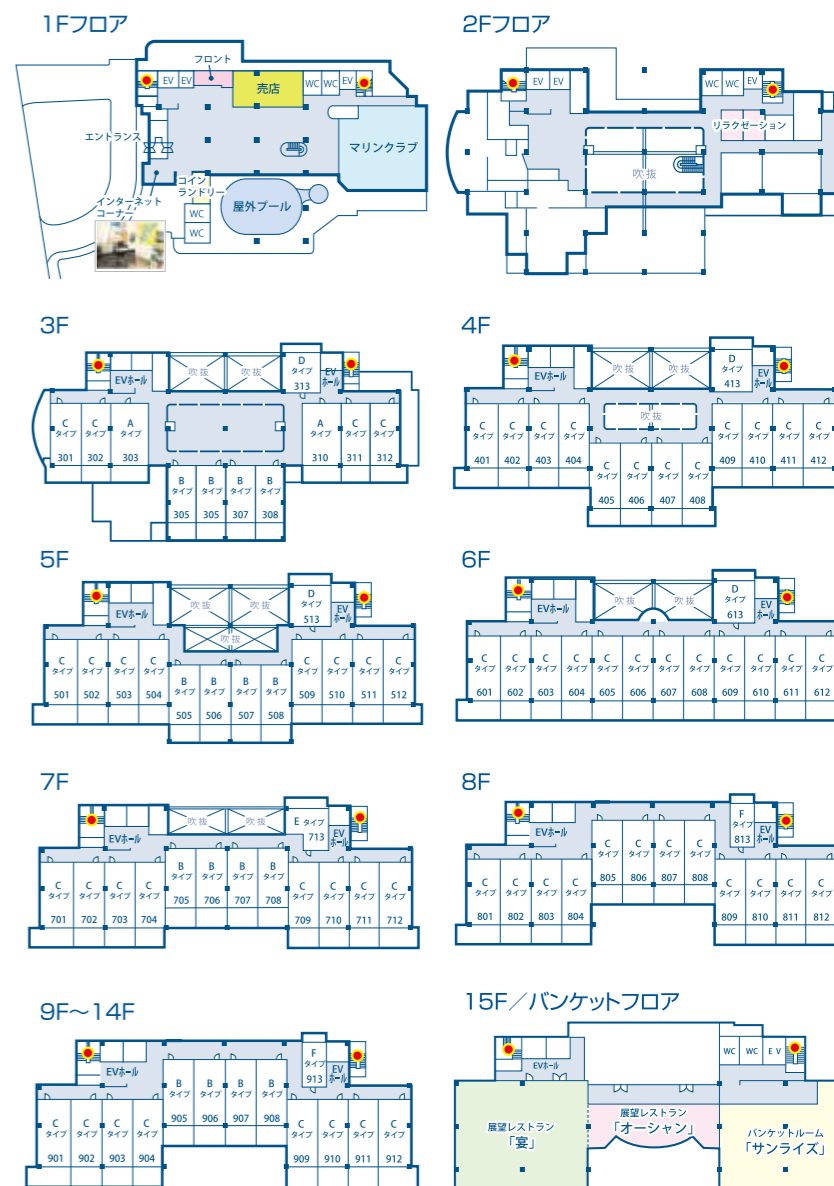 1Fフロア
フロント
EV
EV
売店
WC
WC
EV
エントランス
マリンクラブ
コイン
ランドリー
インターネット
コーナー
WC
WC
屋外プール
2Fフロア
EV
EV
WC
WC
EV
リラクゼーション
吹抜
3F
EVホール
吹抜
吹抜
D
タイプ
313
EV
ホール
C
タイプ
301
C
タイプ
302
A
タイプ
303
A
タイプ
310
C
タイプ
311
C
タイプ
312
B
タイプ
305
B
タイプ
305
B
タイプ
307
B
タイプ
308
4F
EVホール
吹抜
吹抜
D
タイプ
413
EV
ホール
吹抜
C
タイプ
401
C
タイプ
402
C
タイプ
403
C
タイプ
404
C
タイプ
405
C
タイプ
406
C
タイプ
407
C
タイプ
408
C
タイプ
409
C
タイプ
410
C
タイプ
411
C
タイプ
412
5F
EVホール
吹抜
吹抜
D
タイプ
513
EV
ホール
吹抜
C
タイプ
501
C
タイプ
502
C
タイプ
503
C
タイプ
504
B
タイプ
505
B
タイプ
506
B
タイプ
507
B
タイプ
508
C
タイプ
509
C
タイプ
510
C
タイプ
511
C
タイプ
512
6F
EVホール
吹抜
吹抜
D
タイプ
613
EV
ホール
C
タイプ
601
C
タイプ
602
C
タイプ
603
C
タイプ
604
C
タイプ
605
C
タイプ
606
C
タイプ
607
C
タイプ
608
C
タイプ
609
C
タイプ
610
C
タイプ
611
C
タイプ
612
7F
EVホール
吹抜
吹抜
E タイプ
713
EV
ホール
C
タイプ
701
C
タイプ
702
C
タイプ
703
C
タイプ
704
B
タイプ
705
B
タイプ
706
B
タイプ
707
B
タイプ
708
C
タイプ
709
C
タイプ
710
C
タイプ
711
C
タイプ
712
8F
EVホール
F
タイプ
813
EV
ホール
C
タイプ
801
C
タイプ
802
C
タイプ
803
C
タイプ
804
C
タイプ
805
C
タイプ
806
C
タイプ
807
C
タイプ
808
C
タイプ
809
C
タイプ
810
C
タイプ
811
C
タイプ
812
9F〜14F
EVホール
F
タイプ
913
EV
ホール
C
タイプ
901
C
タイプ
902
C
タイプ
903
C
タイプ
904
B
タイプ
905
B
タイプ
906
B
タイプ
907
B
タイプ
908
C
タイプ
909
C
タイプ
910
C
タイプ
911
C
タイプ
912
15F／バンケットフロア
EVホール
WC
WC
EV
展望レストラン
「宴」
展望レストラン
「オーシャン」
バンケットルーム
「サンライズ」